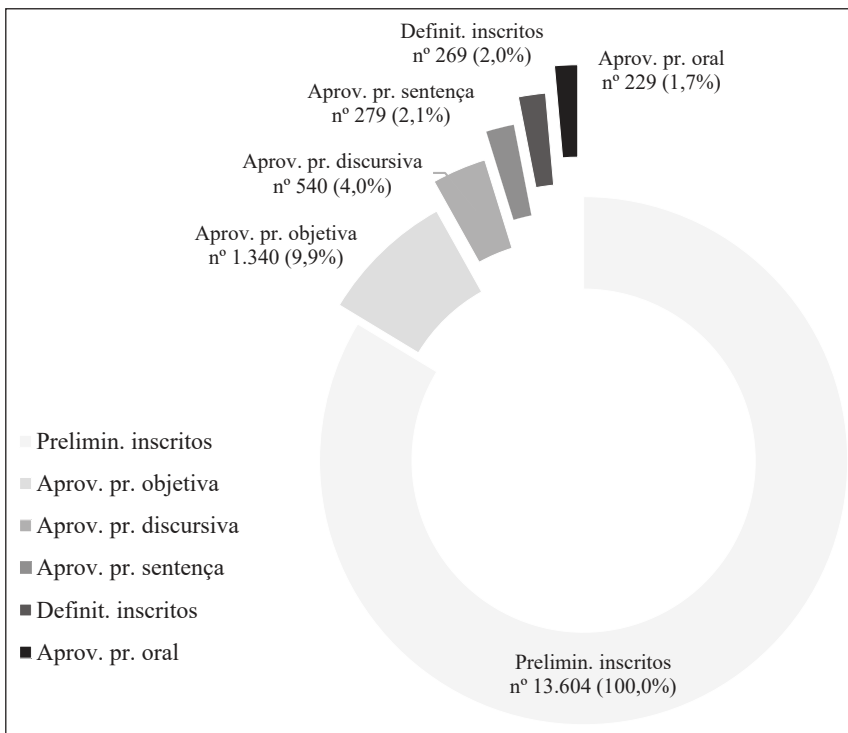 Definit. inscritos
nº 269 (2,0%)
Aprov. pr. oral
nº 229 (1,7%)
Aprov. pr. sentença
nº 279 (2,1%)
Aprov. pr. discursiva
nº 540 (4,0%)
Aprov. pr. objetiva
nº 1.340 (9,9%)
Prelimin. inscritos
Aprov. pr. objetiva
Aprov. pr. discursiva
Aprov. pr. sentença
Definit. inscritos
Aprov. pr. oral
Prelimin. inscritos
nº 13.604 (100,0%)